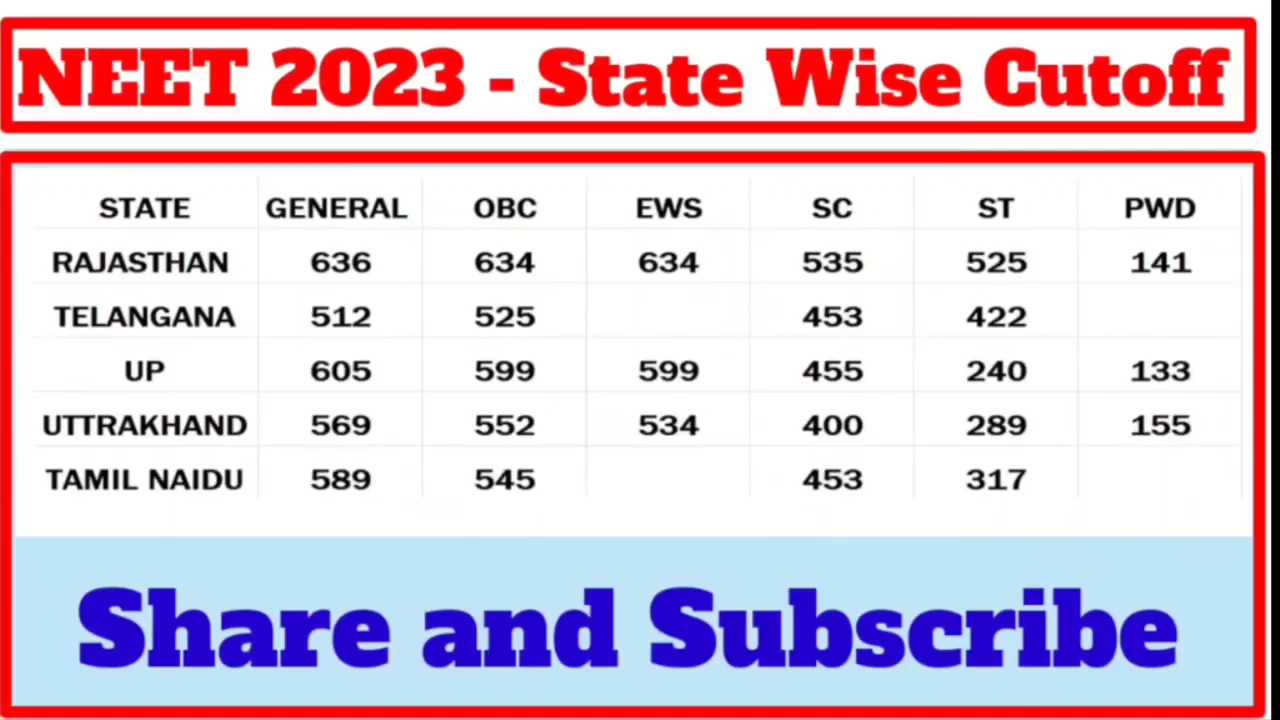 NEET 2023 - State Wise Cutoff
STATE GENERAL OBC EWS SC ST PWD
RAJASTHAN 636 634 634 535 525 141
TELANGANA 512 525 453 422
UP 605 599 599 455 240 133
UTTRAKHAND 569 552 534 400 289 155
TAMIL NAIDU 589 545 453 317
Share and Subscribe